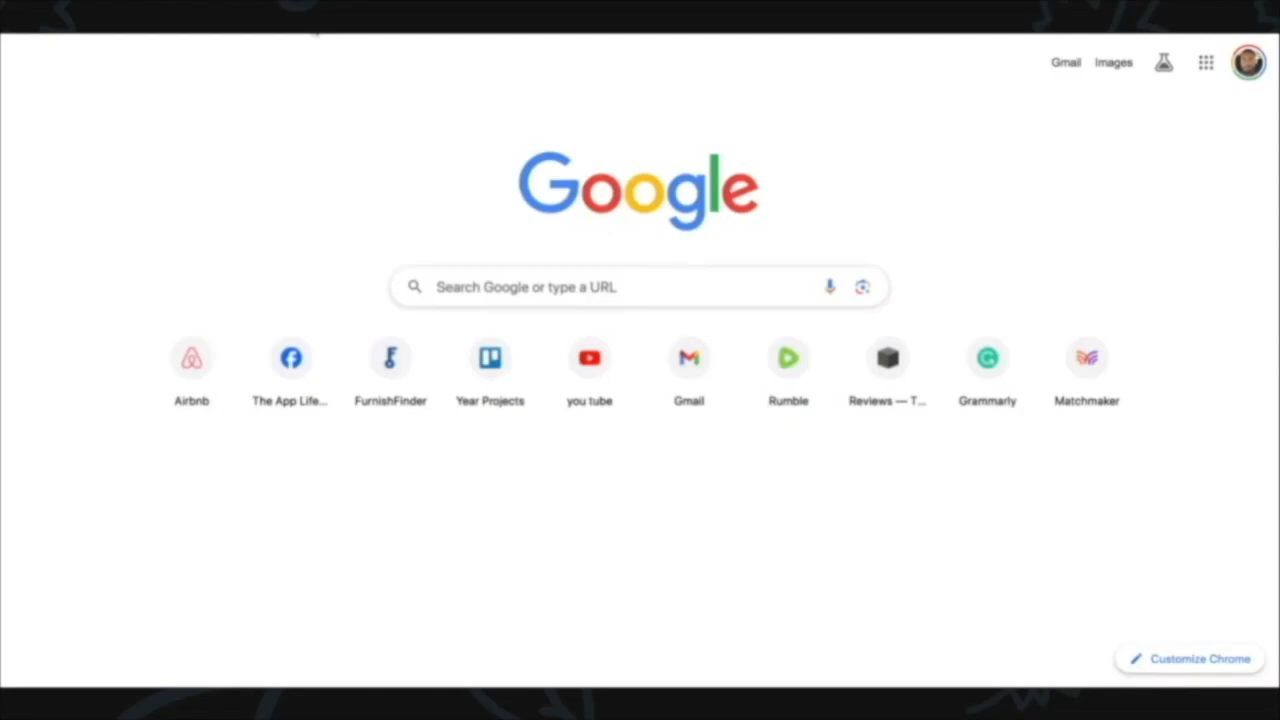 Gmail Images
Google
Search Google or type a URL
Airbnb
The App Life...
FurnishFinder
Year Projects
you tube
Gmail
Rumble
Reviews — T...
Grammarly
Matchmaker
Customize Chrome